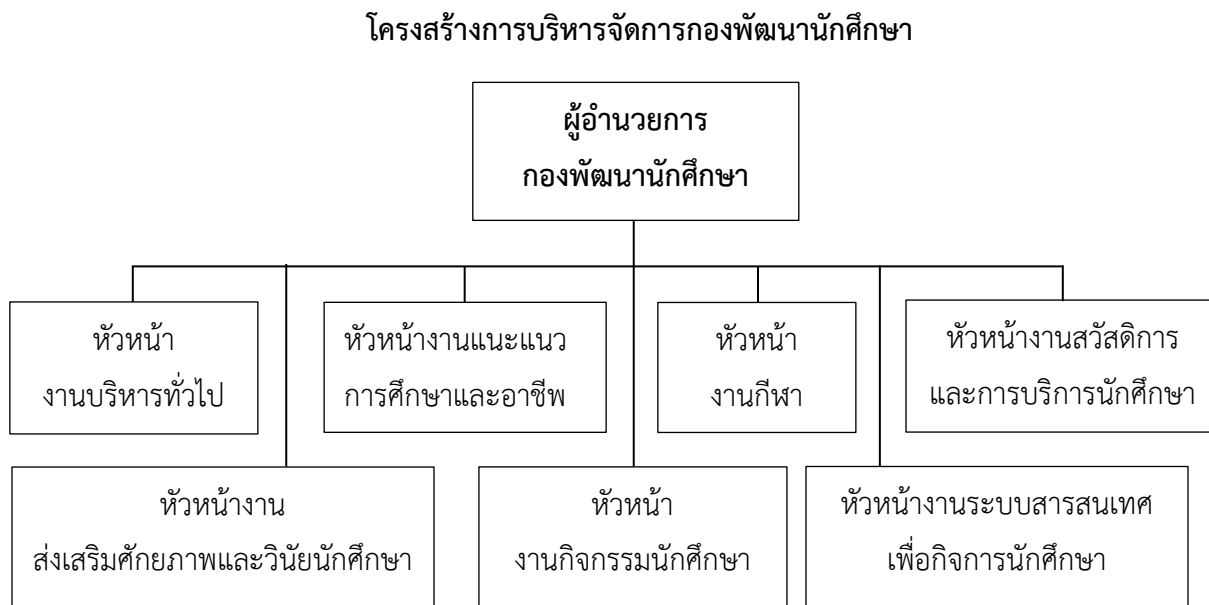 โครงสร้างการบริหารจัดการกองพัฒนานักศึกษา
ผู้อำนวยการ
กองพัฒนานักศึกษา
หัวหน้า
งานบริหารทั่วไป
หัวหน้างานแนะแนว
การศึกษาและอาชีพ
หัวหน้า
งานกีฬา
หัวหน้างานสวัสดิการ
และการบริการนักศึกษา
หัวหน้างาน
ส่งเสริมศักยภาพและวินัยนักศึกษา
หัวหน้า
งานกิจกรรมนักศึกษา
หัวหน้างานระบบสารสนเทศ
เพื่อกิจการนักศึกษา